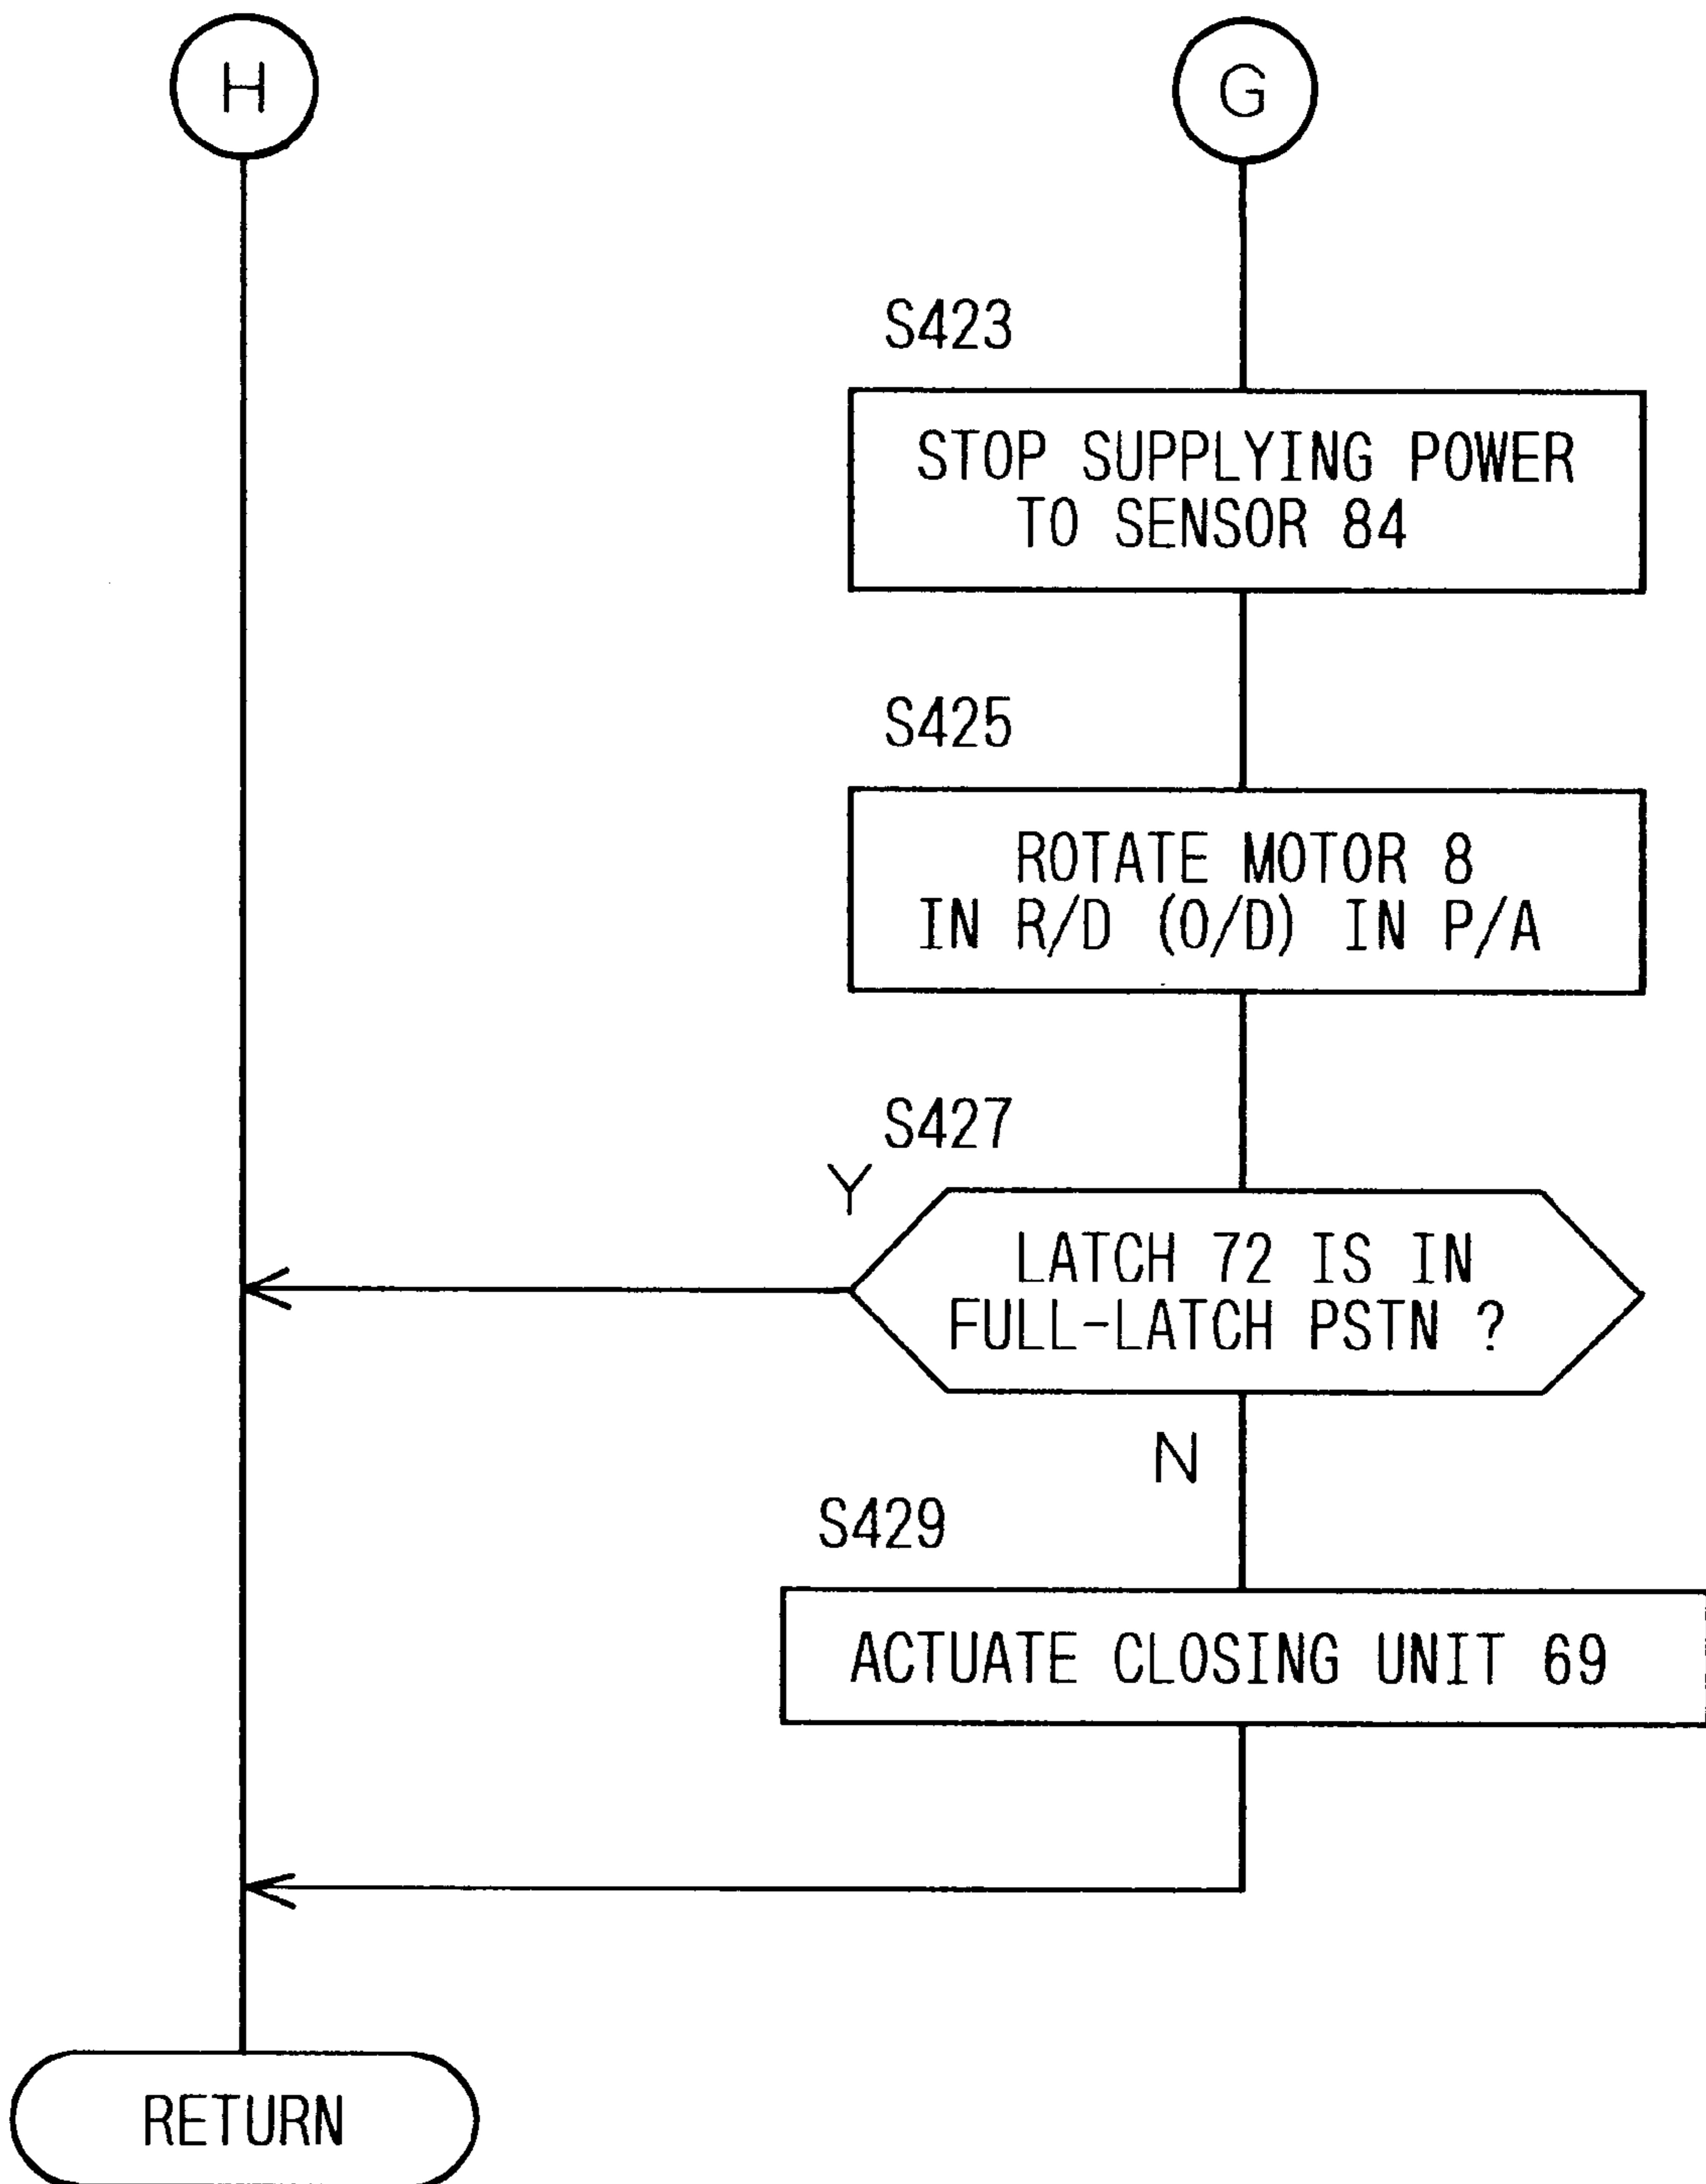 H
G
S423
STOP SUPPLYING POWER
TO SENSOR 84
S425
ROTATE MOTOR 8
IN R/D (O/D) IN P/A
S427
Y
LATCH 72 IS IN
FULL-LATCH PSTN ?
N
S429
ACTUATE CLOSING UNIT 69
RETURN